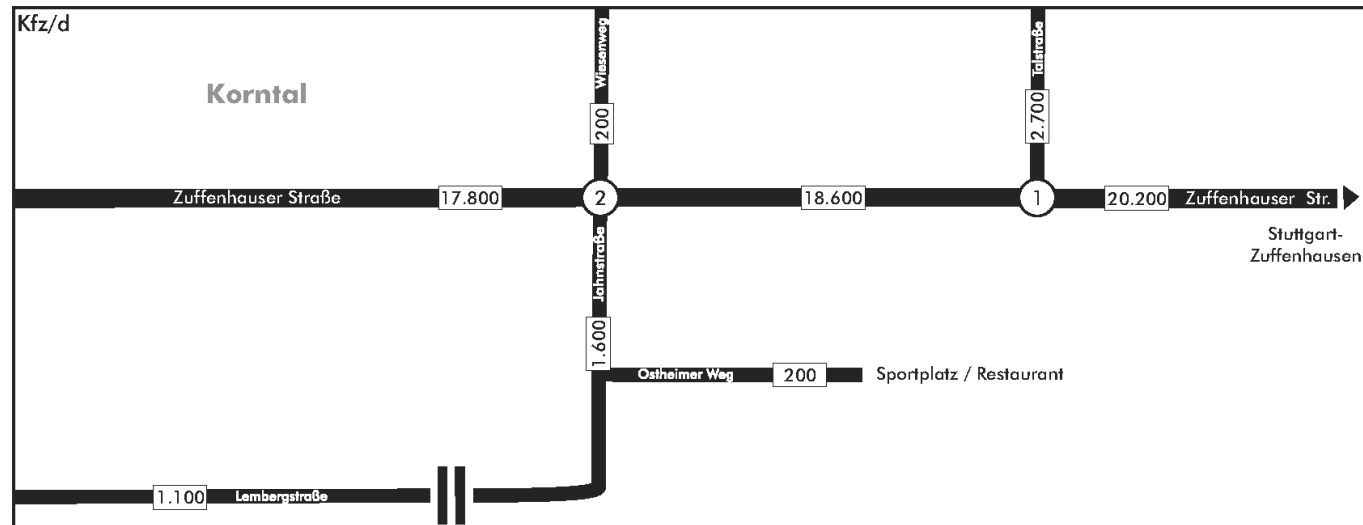 Kfz/d
Korntal
Wiesenweg
200
Talstraße
2.700
Zuffenhauser Straße
17.800
2
18.600
1
20.200
Zuffenhauser Str.
Stuttgart-
Zuffenhausen
Jahnstraße
1.600
Ostheimer Weg
200
Sportplatz / Restaurant
1.100
Lembergstraße